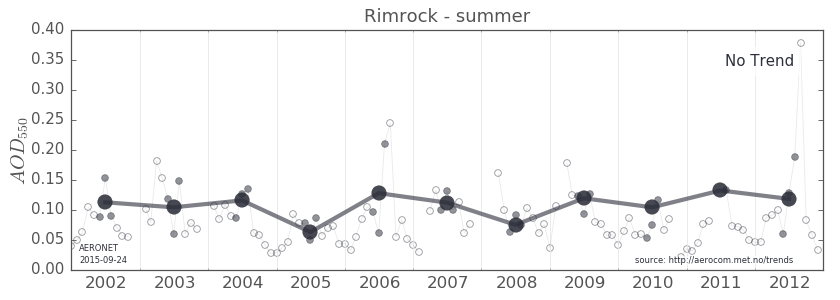 Rimrock - summer
0.40
No Trend
0.35
0.30
0.25
AOD550
0.20
0.15
0.10
0.05
AERONET
2015-09-24
source: http://aerocom.met.no/trends
0.00
2002 2003 2004 2005 2006 2007 2008 2009 2010 2011 2012